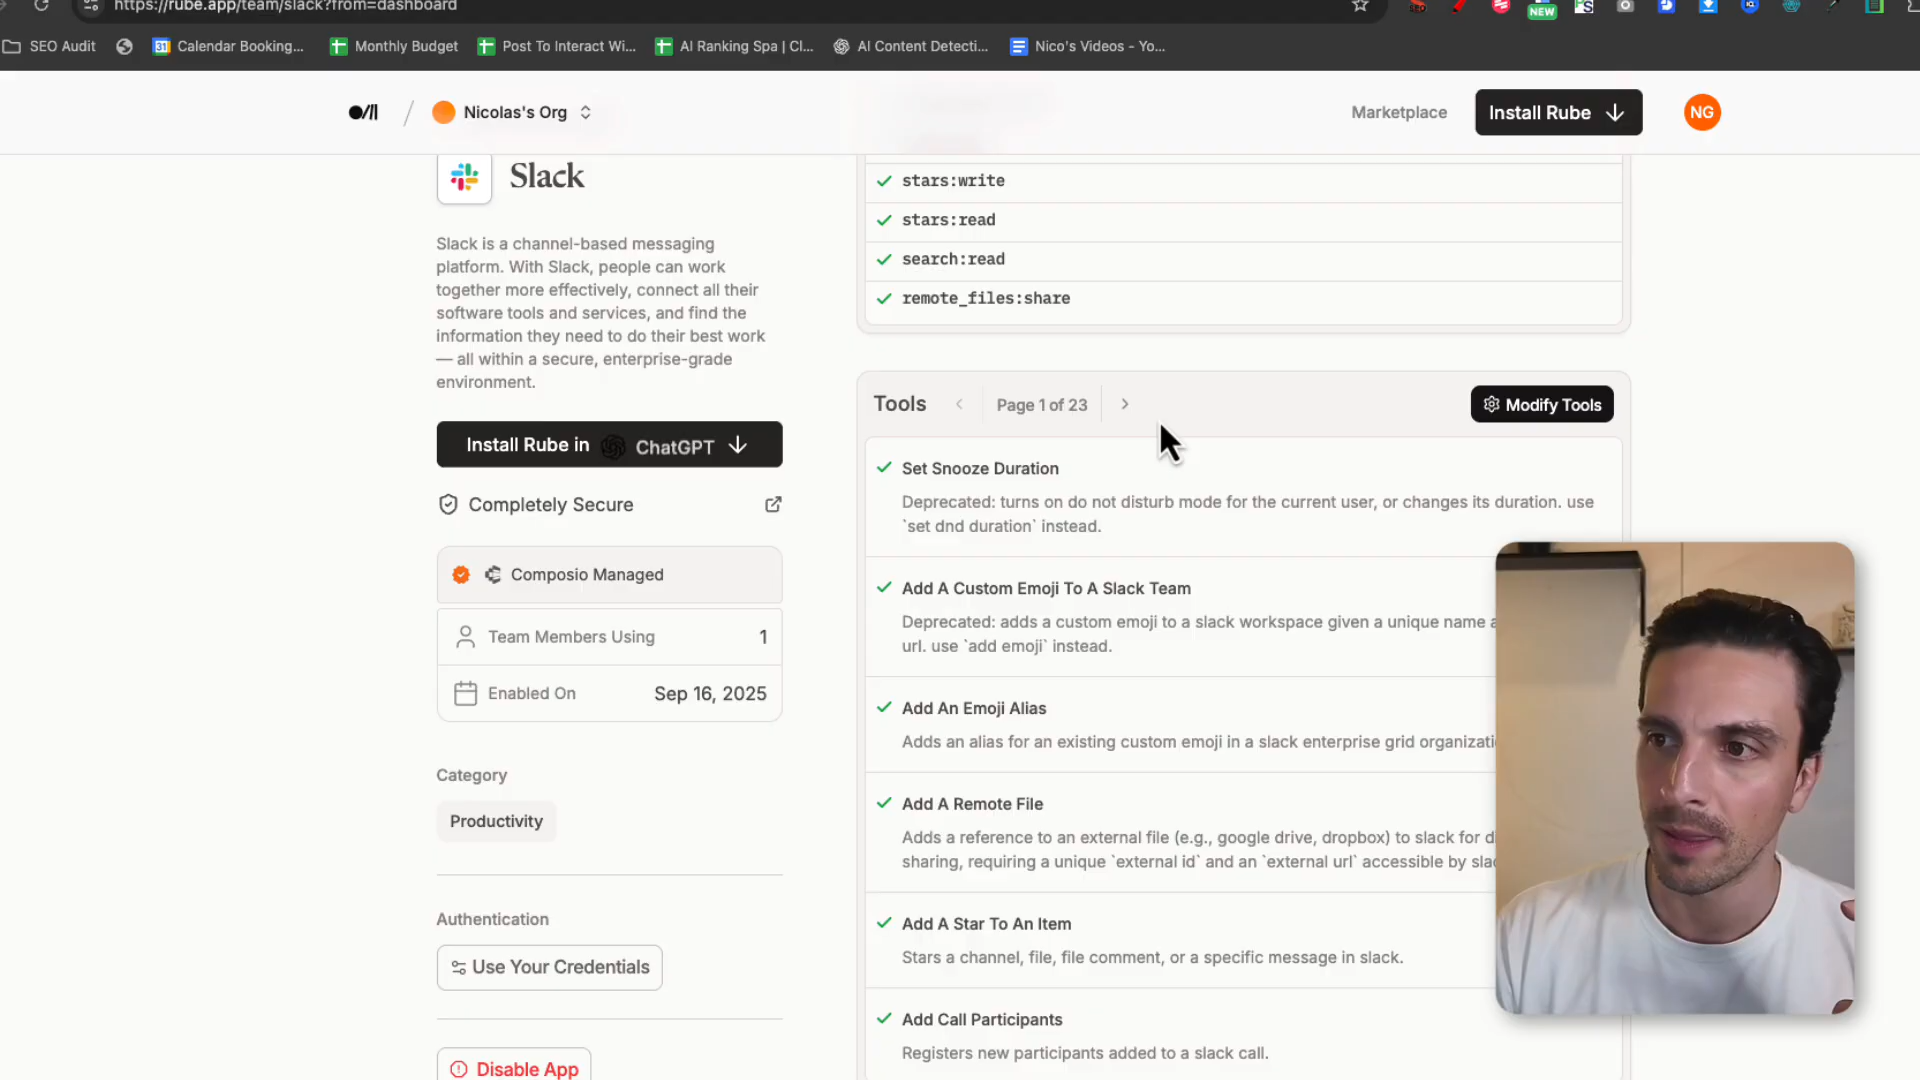 https://rube.app/team/slack?from=dashboard
NEW
SEO Audit
31
Calendar Booking...
Monthly Budget
Post To Interact Wi...
AI Ranking Spa | Cl...
AI Content Detecti...
Nico's Videos - Yo...
Nicolas's Org
Marketplace
Install Rube
NG
Slack
Slack is a channel-based messaging
platform. With Slack, people can work
together more effectively, connect all their
software tools and services, and find the
information they need to do their best work
— all within a secure, enterprise-grade
environment.
Install Rube in ChatGPT
Completely Secure
Composio Managed
Team Members Using 1
Enabled On Sep 16, 2025
Category
Productivity
Authentication
Use Your Credentials
Disable App
stars:write
stars:read
search:read
remote_files:share
Tools
Page 1 of 23
Modify Tools
Set Snooze Duration
Deprecated: turns on do not disturb mode for the current user, or changes its duration. use
`set dnd duration` instead.
Add A Custom Emoji To A Slack Team
Deprecated: adds a custom emoji to a slack workspace given a unique name
url. use `add emoji` instead.
Add An Emoji Alias
Adds an alias for an existing custom emoji in a slack enterprise grid
Add A Remote File
Adds a reference to an external file (e.g., google drive, dropbox) to slack for
sharing, requiring a unique `external id` and an `external url` accessible by
Add A Star To An Item
Stars a channel, file, file comment, or a specific message in slack.
Add Call Participants
Registers new participants added to a slack call.